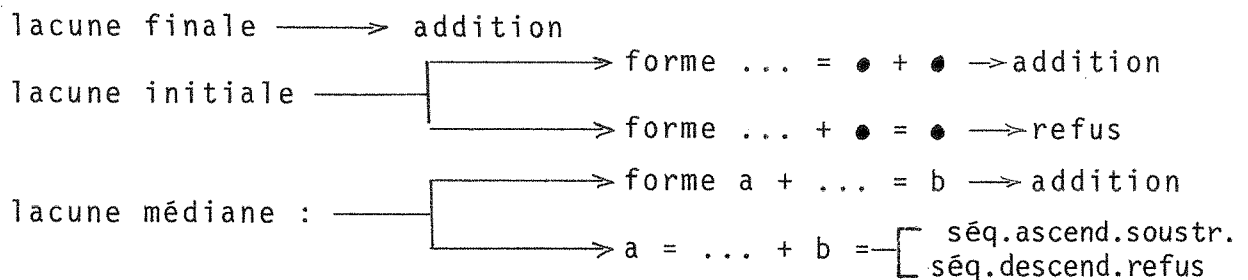 lacune finale ⟶ addition
forme ... = • + • → addition
lacune initiale
forme ... + • = • → refus
forme a + ... = b → addition
lacune médiane :
a = ... + b = séq.ascend.soustr.
séq.descend.refus